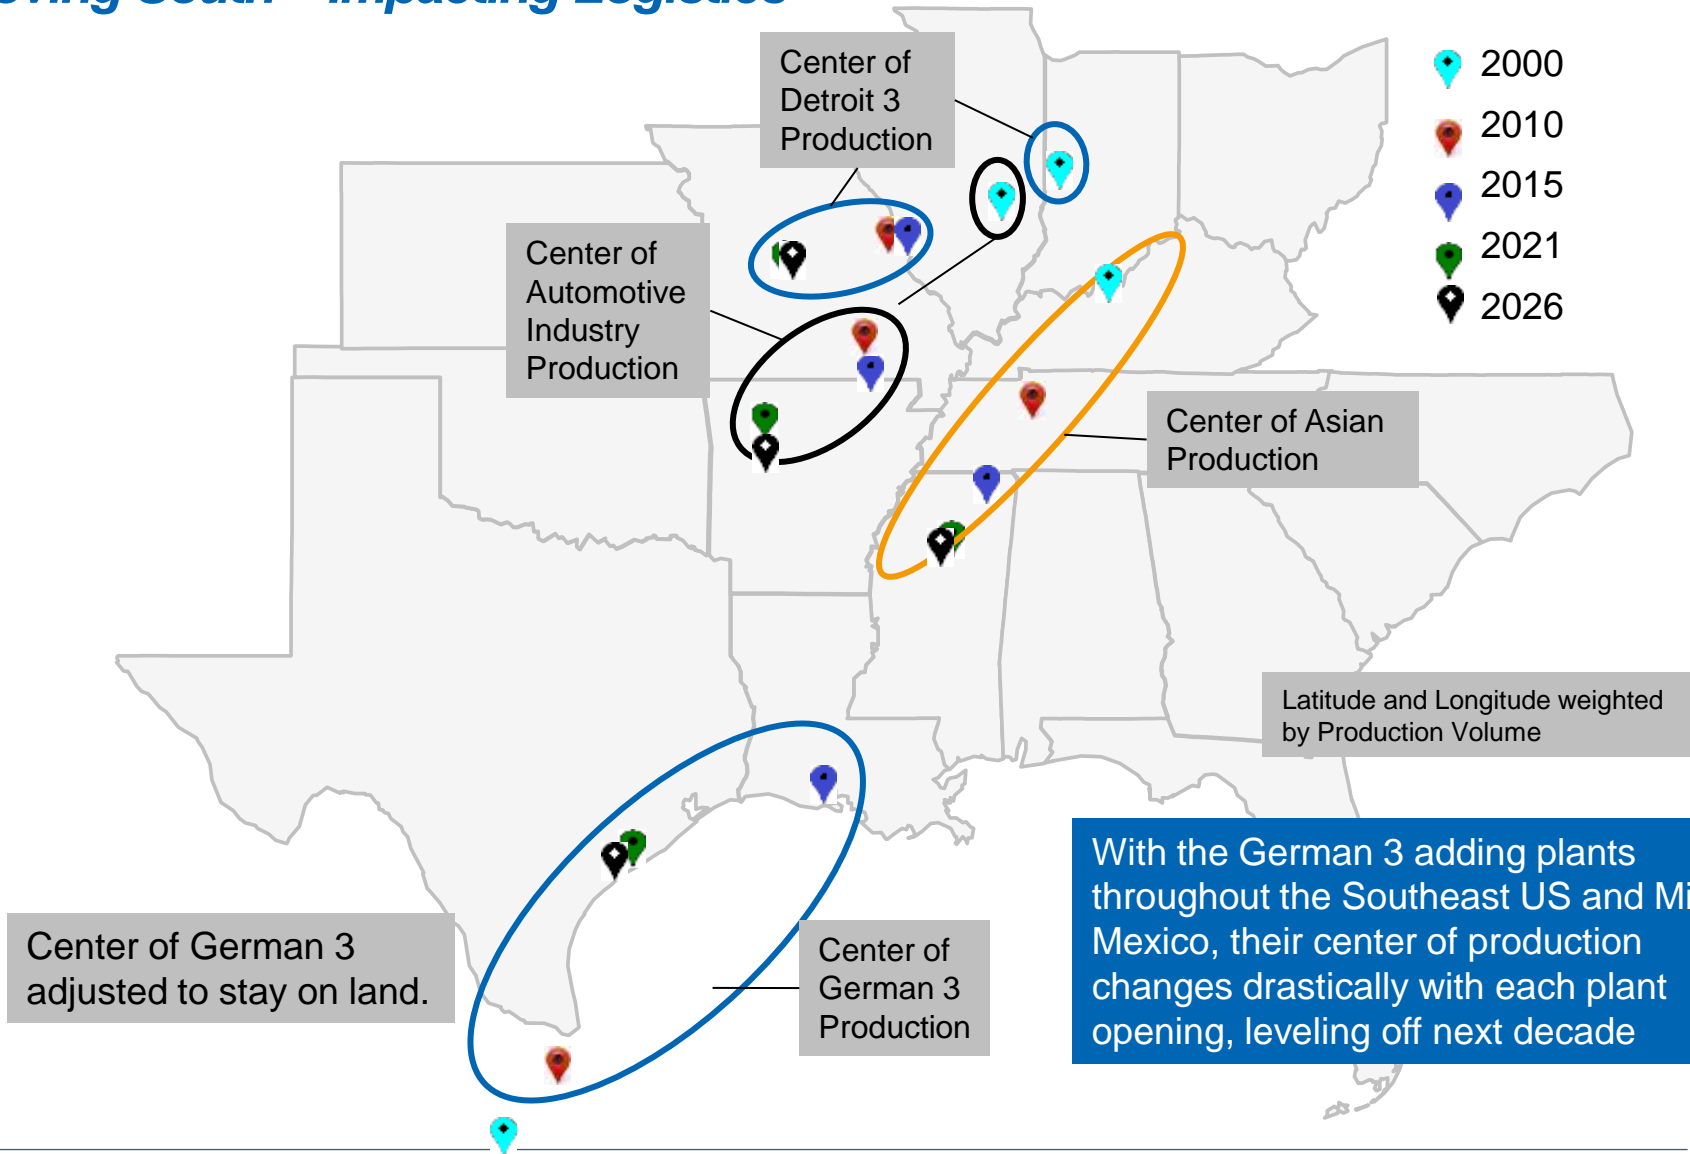 South - Impacting Logistics
Center of
Detroit 3
Production
2000
2010
2015
2021
2026
Center of
Automotive
Industry
Production
Center of Asian
Production
Latitude and Longitude weighted
by Production Volume
With the German 3 adding plants
throughout the Southeast US and
Mexico, their center of production
changes drastically with each plant
opening, leveling off next decade
Center of German 3
adjusted to stay on land.
Center of
German 3
Production